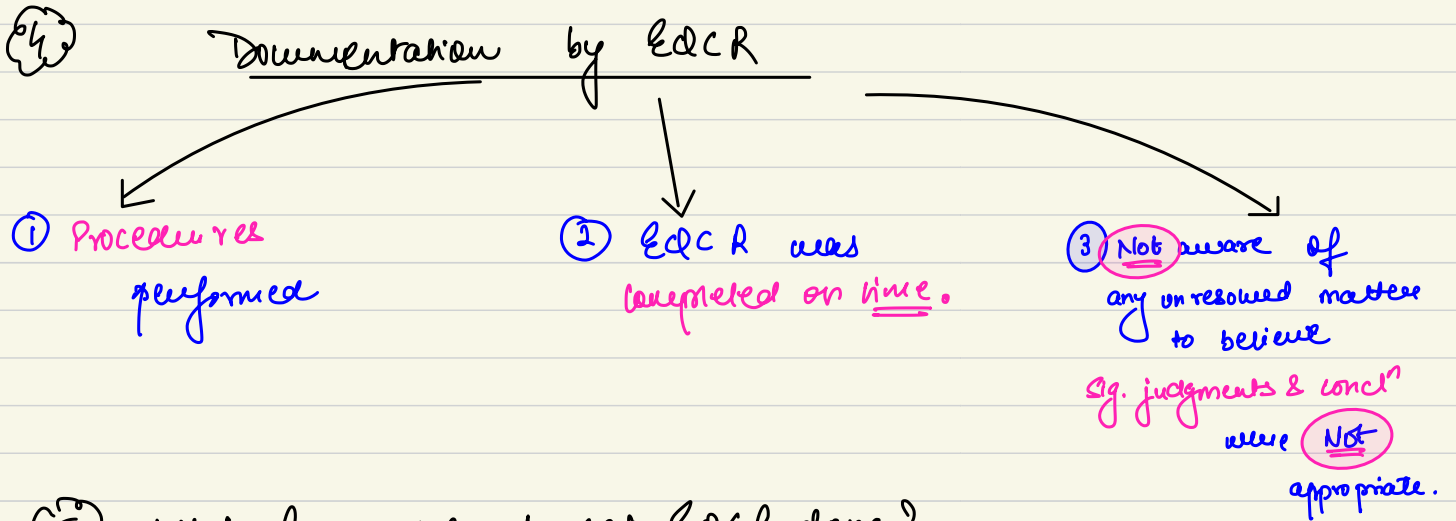 4
Documentation by EQCR
① Procedures
performed
② EQCR was
completed on time.
③ Not aware of
any unresolved matters
to believe
Sig. judgments & conclⁿ
were Not
appropriate.